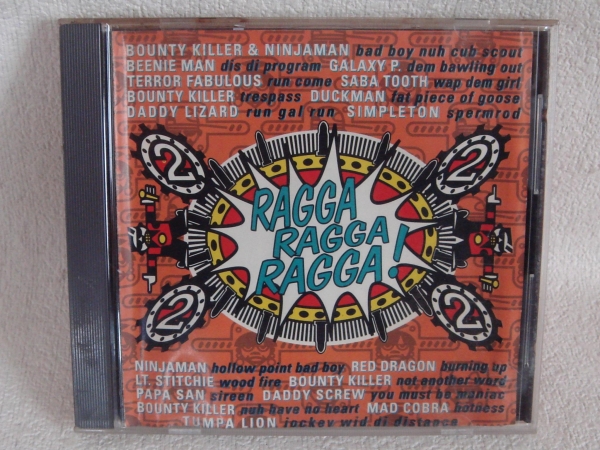 BOUNTY KILLER & NINJAMAN bad boy nuh cub scout
BEENIE MAN dis di program GALAXY P. dem bawling out
TERROR FABULOUS run come SABA TOOTH wap dem girl
BOUNTY KILLER trespass DUCKMAN fat piece of goose
DADDY LIZARD run gal run SIMPLETON spermrod
2 2
RAGGA
RAGGA
RAGGA!
2 2
NINJAMAN hollow point bad boy RED DRAGON burning up
LT. STITCHIE wood fire BOUNTY KILLER not another word
PAPA SAN sireen DADDY SCREW you must be maniac
BOUNTY KILLER nuh have no heart MAD COBRA hotness
TUMPA LION jockey wid di distance